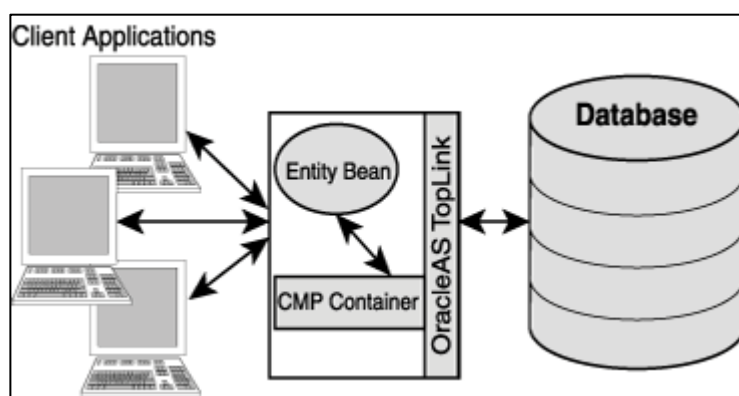 Client Applications
Database
Entity Bean
OracleAS TopLink
CMP Container